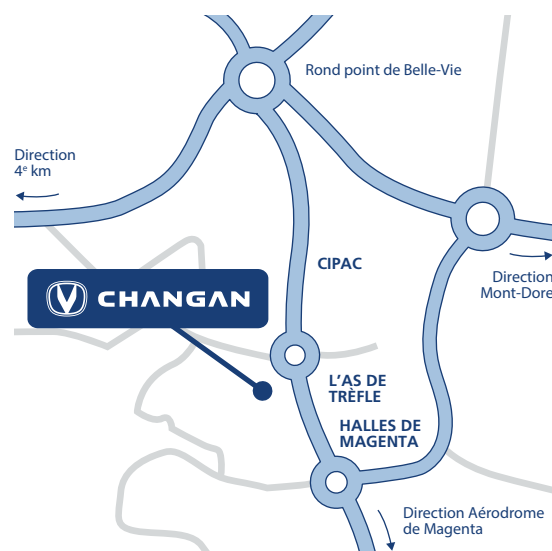 Rond point de Belle-Vie
Direction
4ᵉ km
CIPAC
Direction
Mont-Dore
CHANGAN
L'AS DE
TRÈFLE
HALLES DE
MAGENTA
Direction Aérodrome
de Magenta